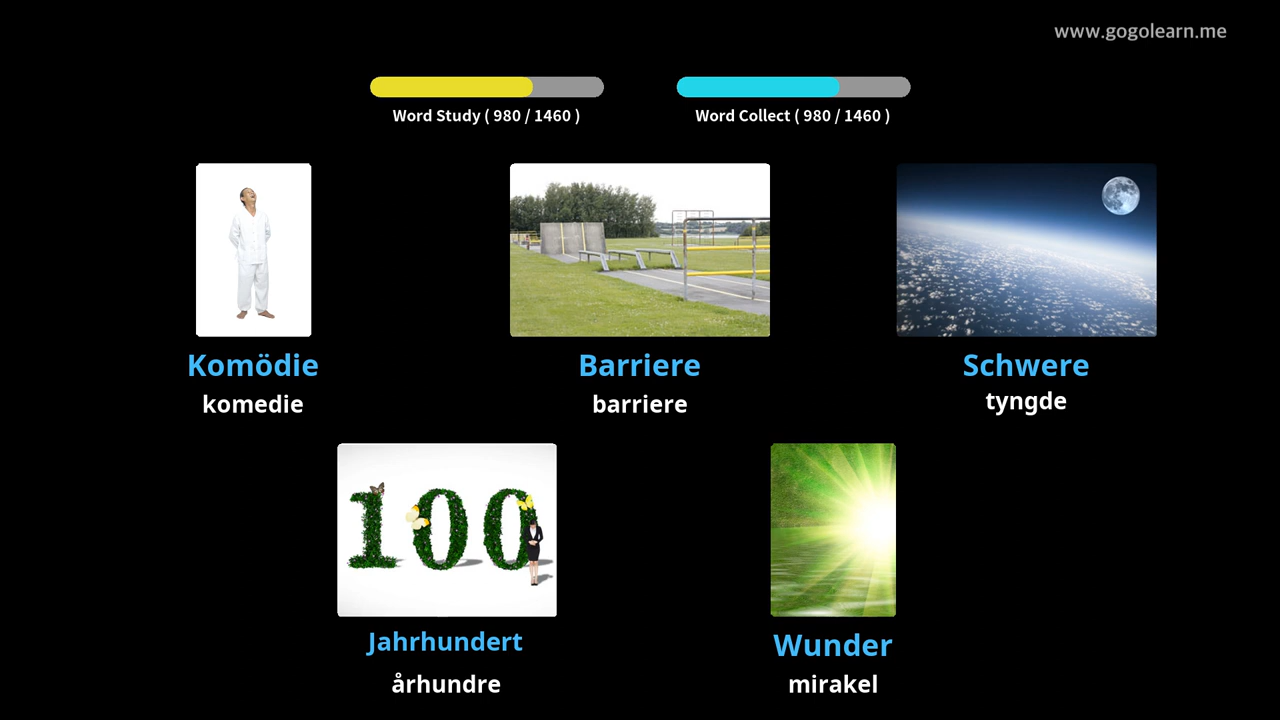 www.gogolearn.me
Word Study ( 980 / 1460 )
Word Collect ( 980 / 1460 )
Komödie
komedie
Barriere
barriere
Schwere
tyngde
100
Jahrhundert
århundre
Wunder
mirakel